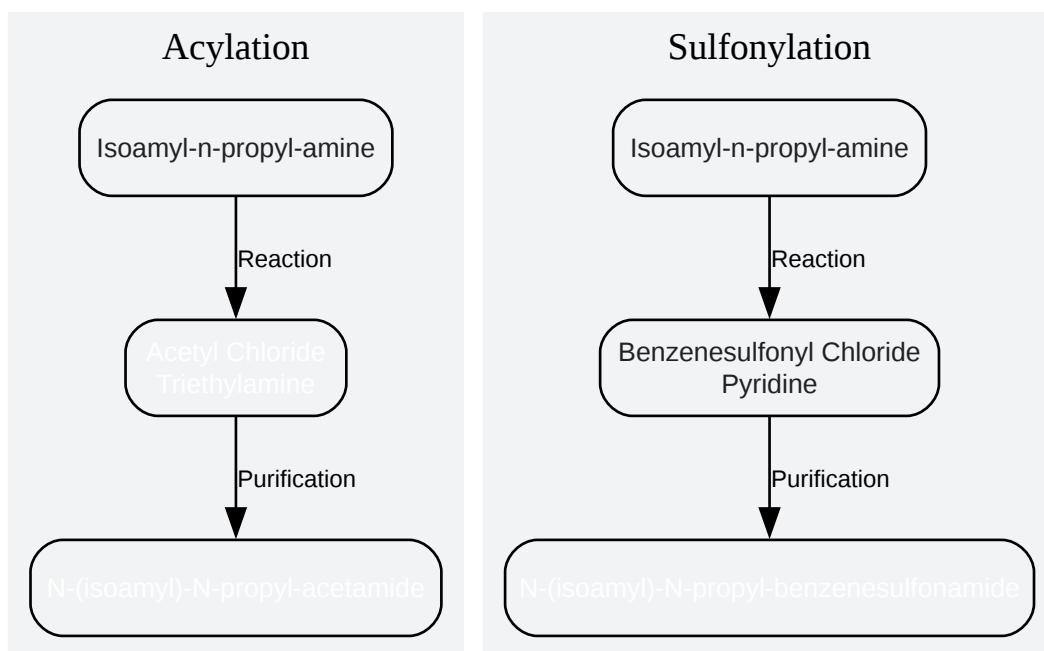 Acylation
Isoamyl-n-propyl-amine
Reaction
Acetyl Chloride
Triethylamine
Purification
N-(isoamyl)-N-propyl-acetamide
Sulfonylation
Isoamyl-n-propyl-amine
Reaction
Benzenesulfonyl Chloride
Pyridine
Purification
N-(isoamyl)-N-propyl-benzenesulfonamide